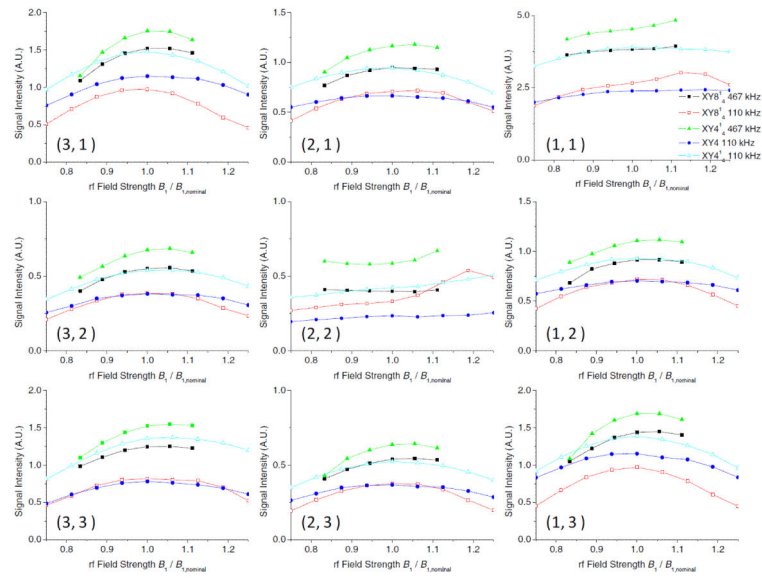 2.0
1.5
1.0
0.5
0.0
Signal Intensity (A.U.)
(3, 1)
0.8 0.9 1.0 1.1 1.2
rf Field Strength B1 / B1,nominal
1.5
1.0
0.5
0.0
Signal Intensity (A.U.)
(2, 1)
0.8 0.9 1.0 1.1 1.2
rf Field Strength B1 / B1,nominal
5.0
2.5
0.0
Signal Intensity (A.U.)
(1, 1)
XY8¹₄ 467 kHz
XY8¹₄ 110 kHz
XY4¹₄ 467 kHz
XY4 110 kHz
XY4¹₄ 110 kHz
0.8 0.9 1.0 1.1 1.2
rf Field Strength B1 / B1,nominal
1.0
0.5
0.0
Signal Intensity (A.U.)
(3, 2)
0.8 0.9 1.0 1.1 1.2
rf Field Strength B1 / B1,nominal
1.0
0.5
0.0
Signal Intensity (A.U.)
(2, 2)
0.8 0.9 1.0 1.1 1.2
rf Field Strength B1 / B1,nominal
1.5
1.0
0.5
0.0
Signal Intensity (A.U.)
(1, 2)
0.8 0.9 1.0 1.1 1.2
rf Field Strength B1 / B1,nominal
2.0
1.5
1.0
0.5
0.0
Signal Intensity (A.U.)
(3, 3)
0.8 0.9 1.0 1.1 1.2
rf Field Strength B1 / B1,nominal
1.0
0.5
0.0
Signal Intensity (A.U.)
(2, 3)
0.8 0.9 1.0 1.1 1.2
rf Field Strength B1 / B1,nominal
2.0
1.5
1.0
0.5
0.0
Signal Intensity (A.U.)
(1, 3)
0.8 0.9 1.0 1.1 1.2
rf Field Strength B1 / B1,nominal